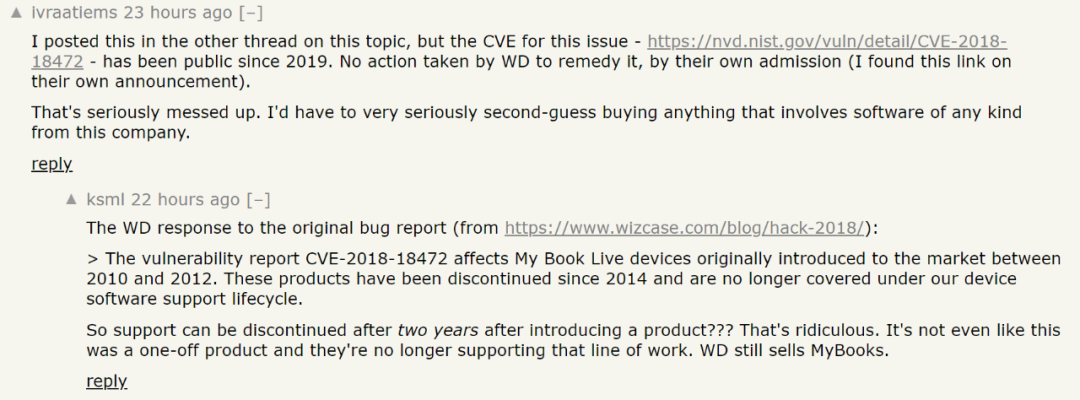 ▲ ivraatiems 23 hours ago [–]
I posted this in the other thread on this topic, but the CVE for this issue - https://nvd.nist.gov/vuln/detail/CVE-2018-
18472 - has been public since 2019. No action taken by WD to remedy it, by their own admission (I found this link on
their own announcement).
That's seriously messed up. I'd have to very seriously second-guess buying anything that involves software of any kind
from this company.
reply
▲ ksml 22 hours ago [–]
The WD response to the original bug report (from https://www.wizcase.com/blog/hack-2018/):
> The vulnerability report CVE-2018-18472 affects My Book Live devices originally introduced to the market between
2010 and 2012. These products have been discontinued since 2014 and are no longer covered under our device
software support lifecycle.
So support can be discontinued after two years after introducing a product??? That's ridiculous. It's not even like this
was a one-off product and they're no longer supporting that line of work. WD still sells MyBooks.
reply